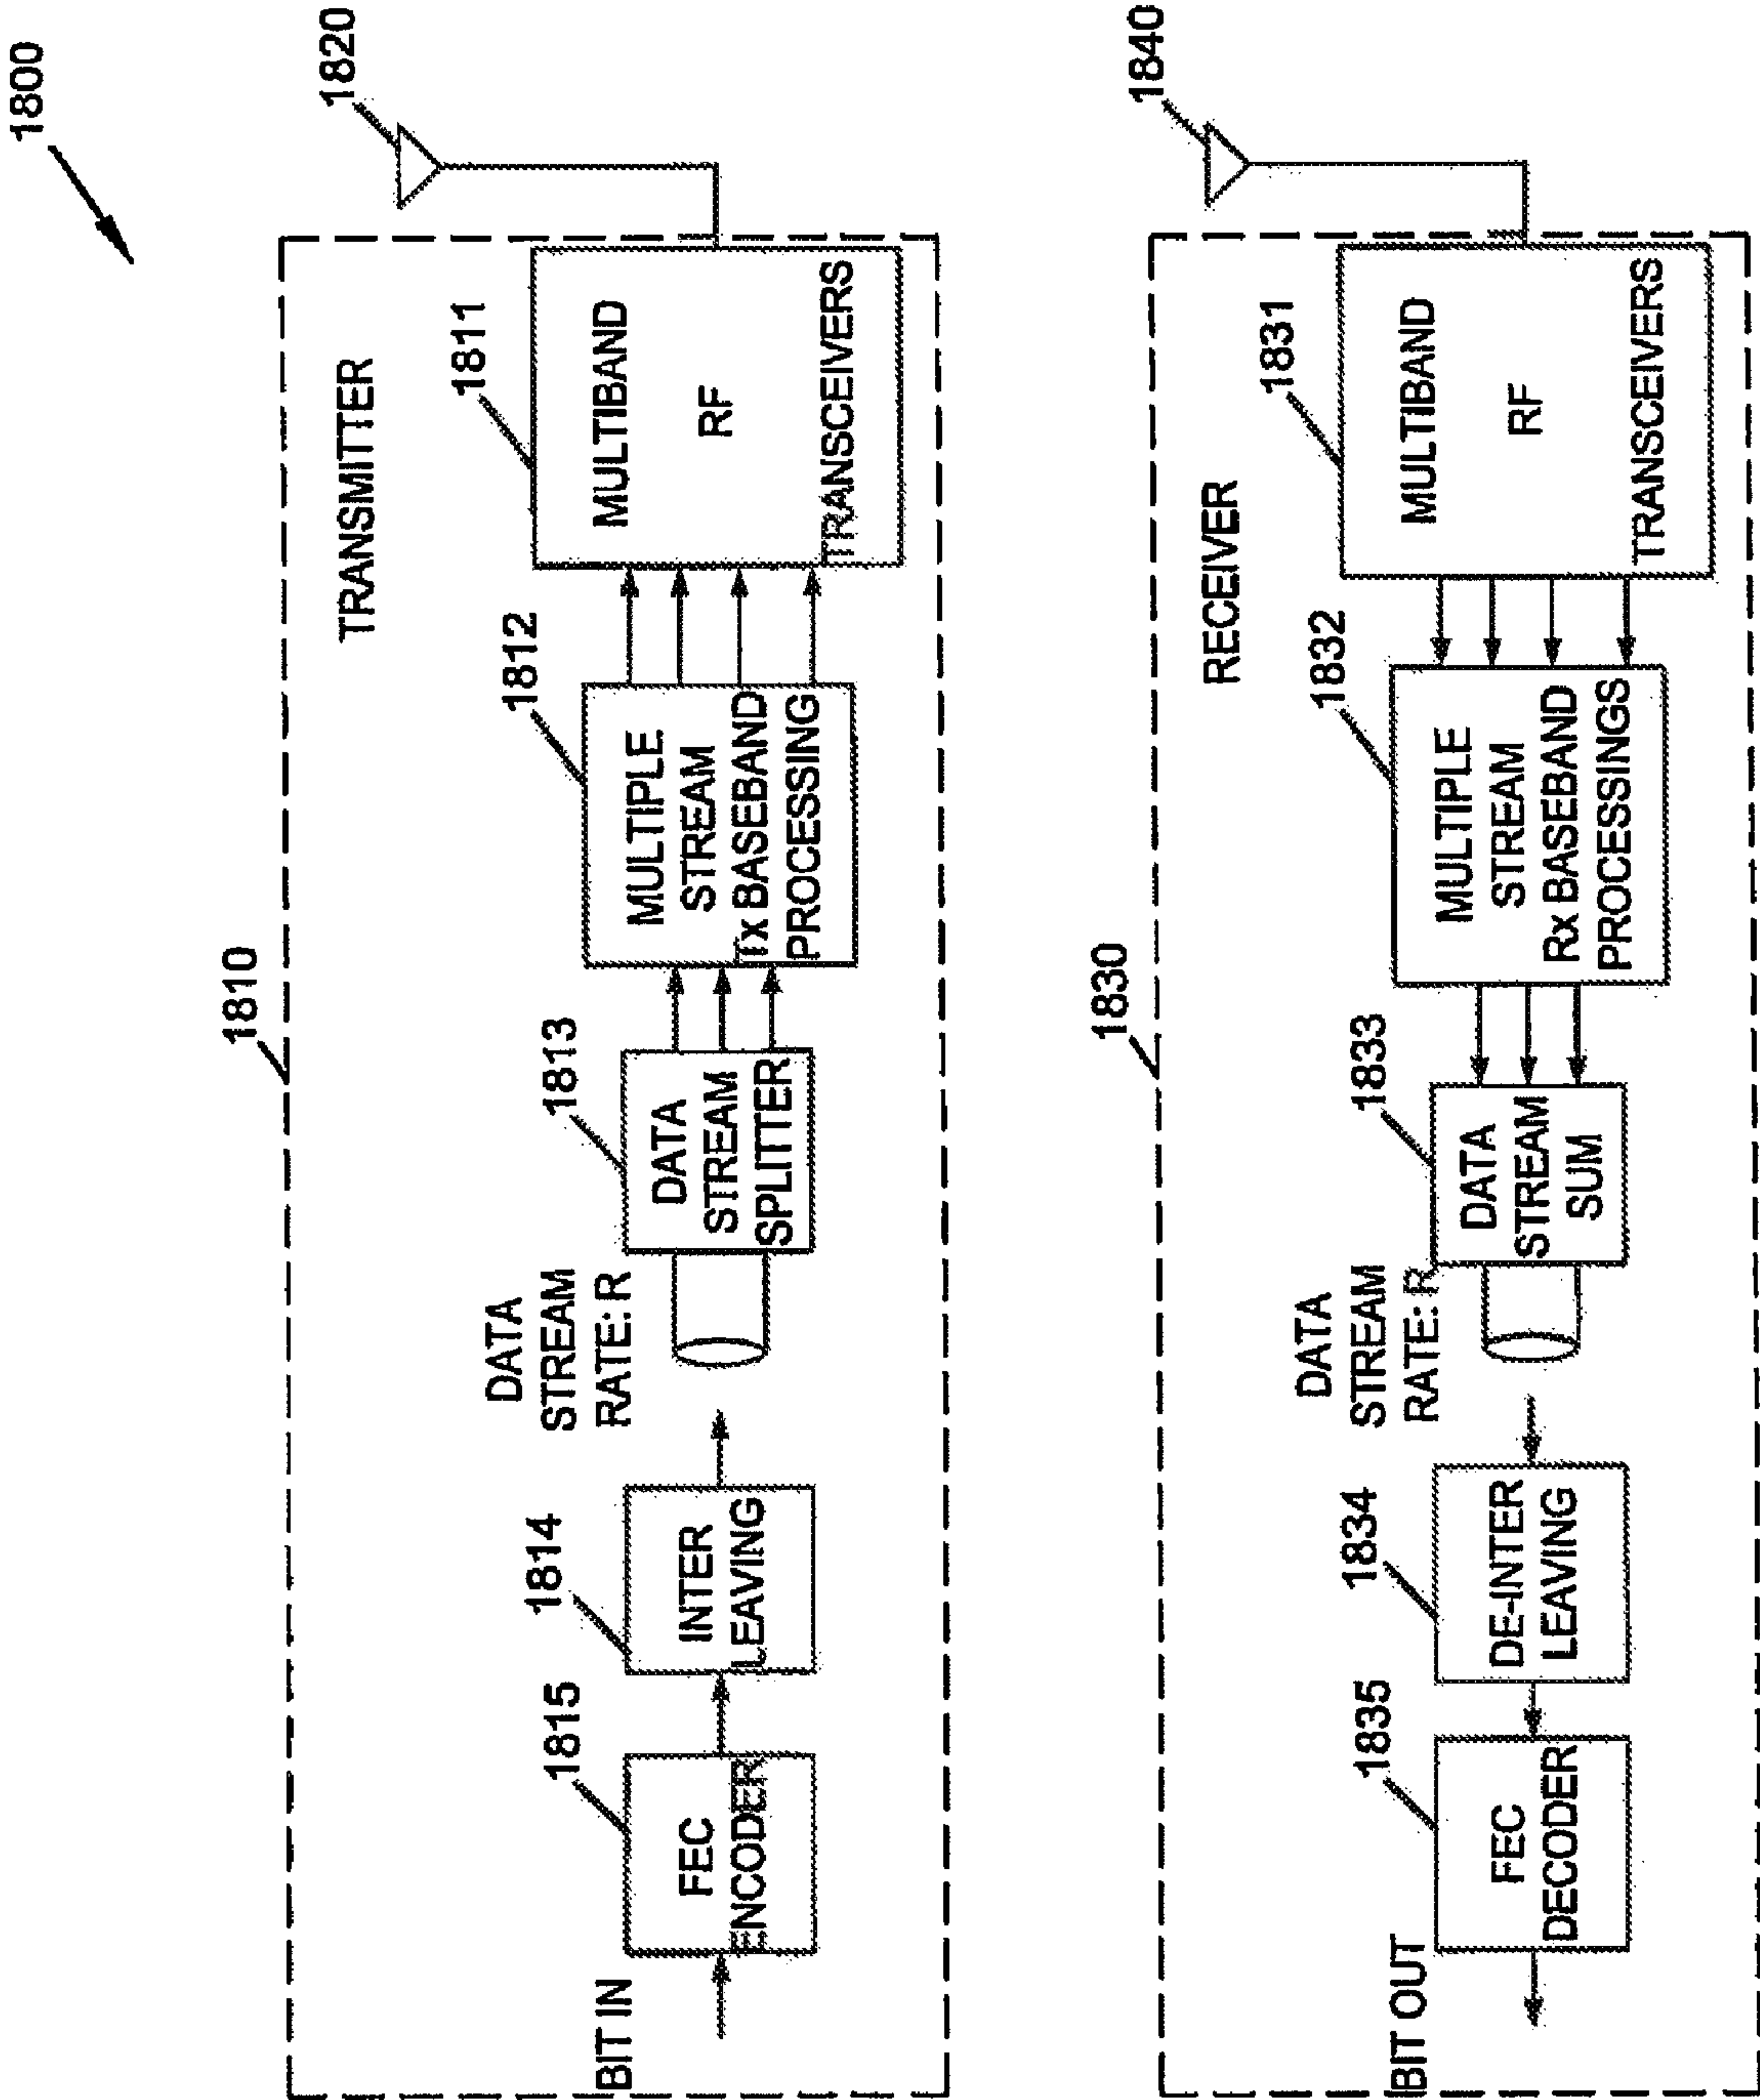 1800
1810
TRANSMITTER
1820
BIT IN
1815
FEC
ENCODER
1814
INTER
LEAVING
DATA
STREAM
RATE: R
1813
DATA
STREAM
SPLITTER
1812
MULTIPLE
STREAM
Tx BASEBAND
PROCESSING
1811
MULTIBAND
RF
TRANSCEIVERS
1830
RECEIVER
1840
BIT OUT
1835
FEC
DECODER
1834
DE-INTER
LEAVING
DATA
STREAM
RATE: R
1833
DATA
STREAM
SUM
1832
MULTIPLE
STREAM
Rx BASEBAND
PROCESSINGS
1831
MULTIBAND
RF
TRANSCEIVERS